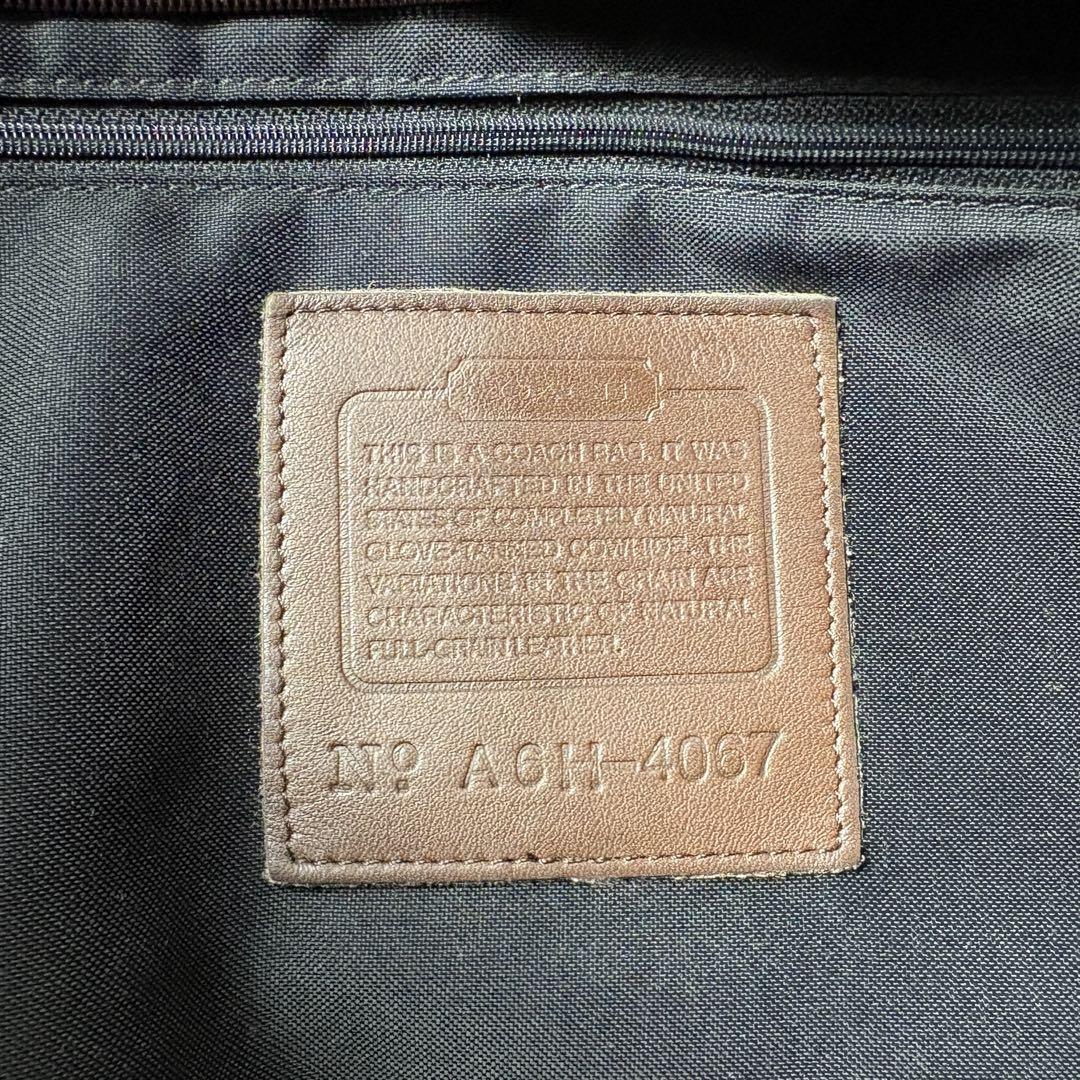 COACH
THIS IS A COACH BAG. IT WAS
HANDCRAFTED IN THE UNITED
STATES OF COMPLETELY NATURAL
GLOVE-TANNED COWHIDE. THE
VARIATIONS IN THE GRAIN ARE
CHARACTERISTIC OF NATURAL
FULL-GRAIN LEATHER.
Nº A6H-4067